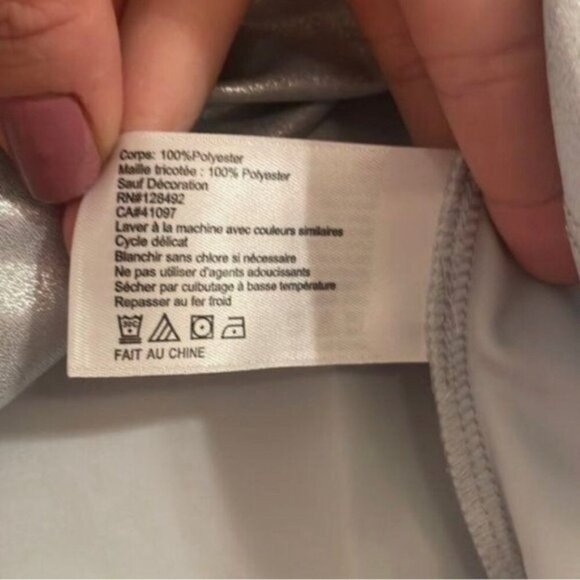 Corps: 100%Polyester
Maille tricotée : 100% Polyester
Sauf Décoration
RN#128492
CA#41097
Laver à la machine avec couleurs similaires
Cycle délicat
Blanchir sans chlore si nécessaire
Ne pas utiliser d'agents adoucissants
Sécher par culbutage à basse température
Repasser au fer froid
30C
FAIT AU CHINE